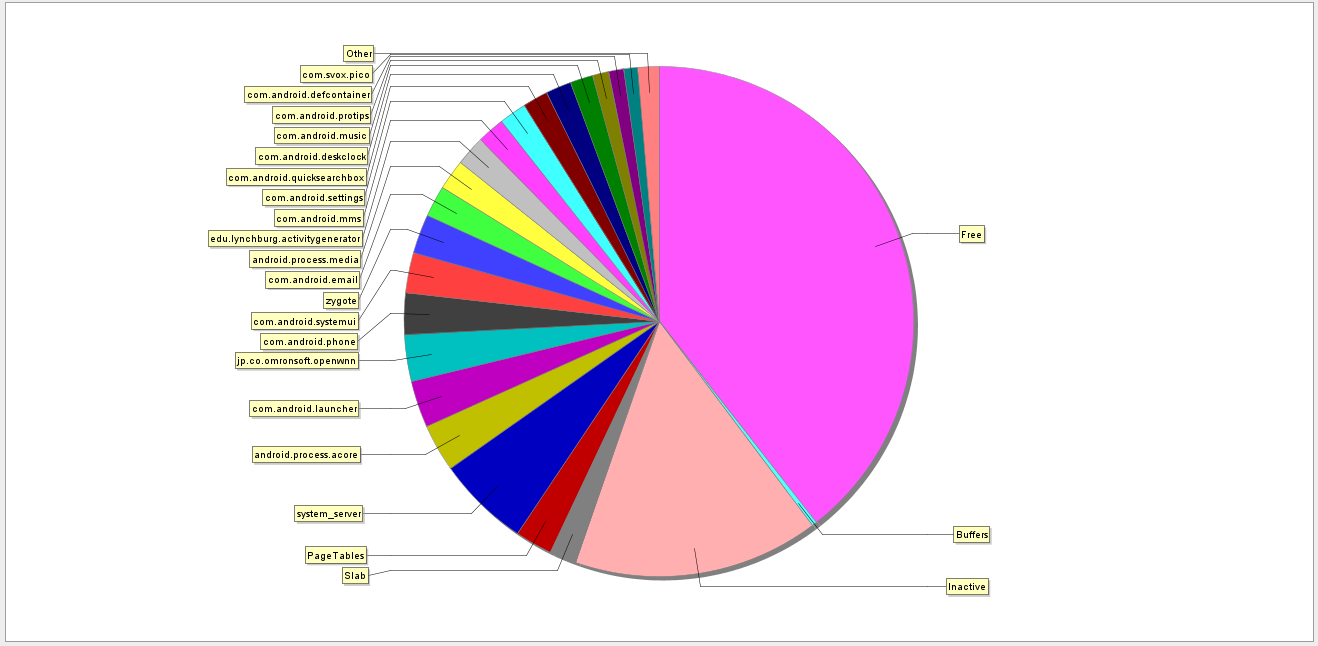 Other
com.svox.pico
com.android.defcontainer
com.android.protips
com.android.music
com.android.deskclock
com.android.quicksearchbox
com.android.settings
com.android.mms
edu.lynchburg.activitygenerator
android.process.media
com.android.email
zygote
com.android.systemui
com.android.phone
jp.co.omronsoft.openwnn
com.android.launcher
android.process.acore
system_server
PageTables
Slab
Free
Buffers
Inactive